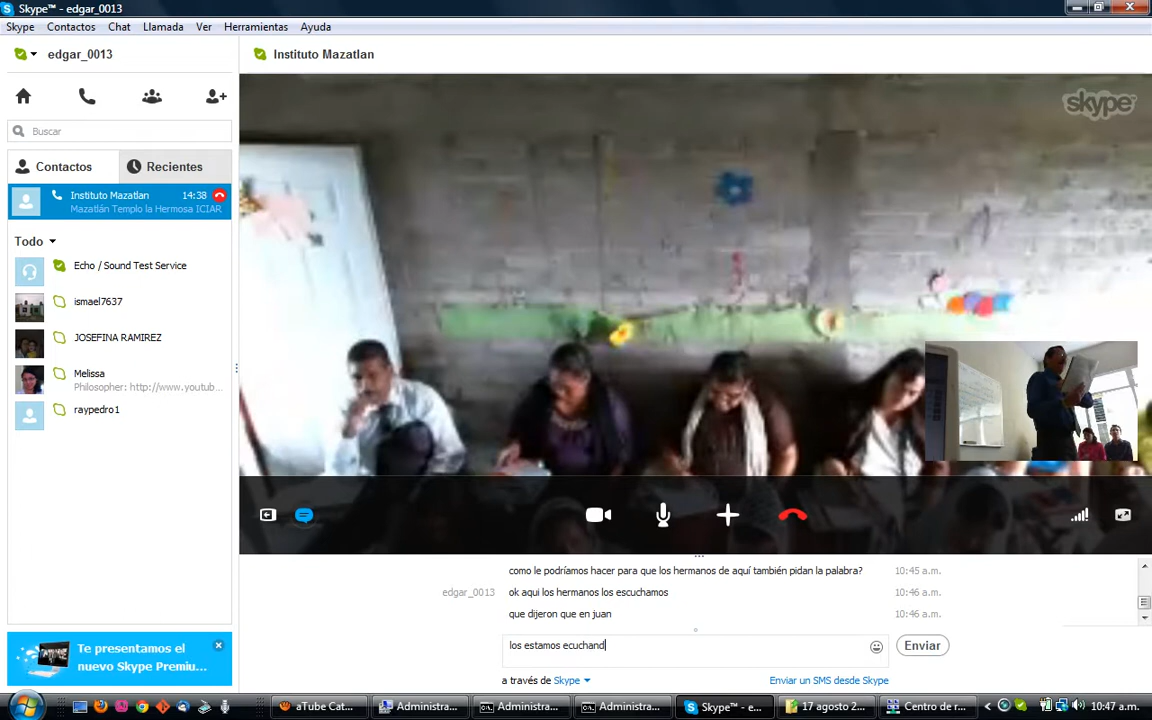 Skype™ - edgar_0013
Skype Contactos Chat Llamada Ver Herramientas Ayuda
edgar_0013
Instituto Mazatlan
Buscar
Contactos Recientes
Instituto Mazatlan 14:38
Mazatlán Templo la Hermosa ICIAR
Todo
Echo / Sound Test Service
ismael7637
JOSEFINA RAMIREZ
Melissa
Philosopher: http://www.youtub...
raypedro1
skype
como le podríamos hacer para que los hermanos de aquí también pidan la palabra? 10:45 a.m.
edgar_0013 ok aqui los hermanos los escuchamos 10:46 a.m.
que dijeron que en juan 10:46 a.m.
los estamos ecuchand
Enviar
a través de Skype
Enviar un SMS desde Skype
Te presentamos el
nuevo Skype Premiu...
aTube Cat... Administra... Administra... Administra... Skype™ - e... 17 agosto 2... Centro de r... 10:47 a.m.